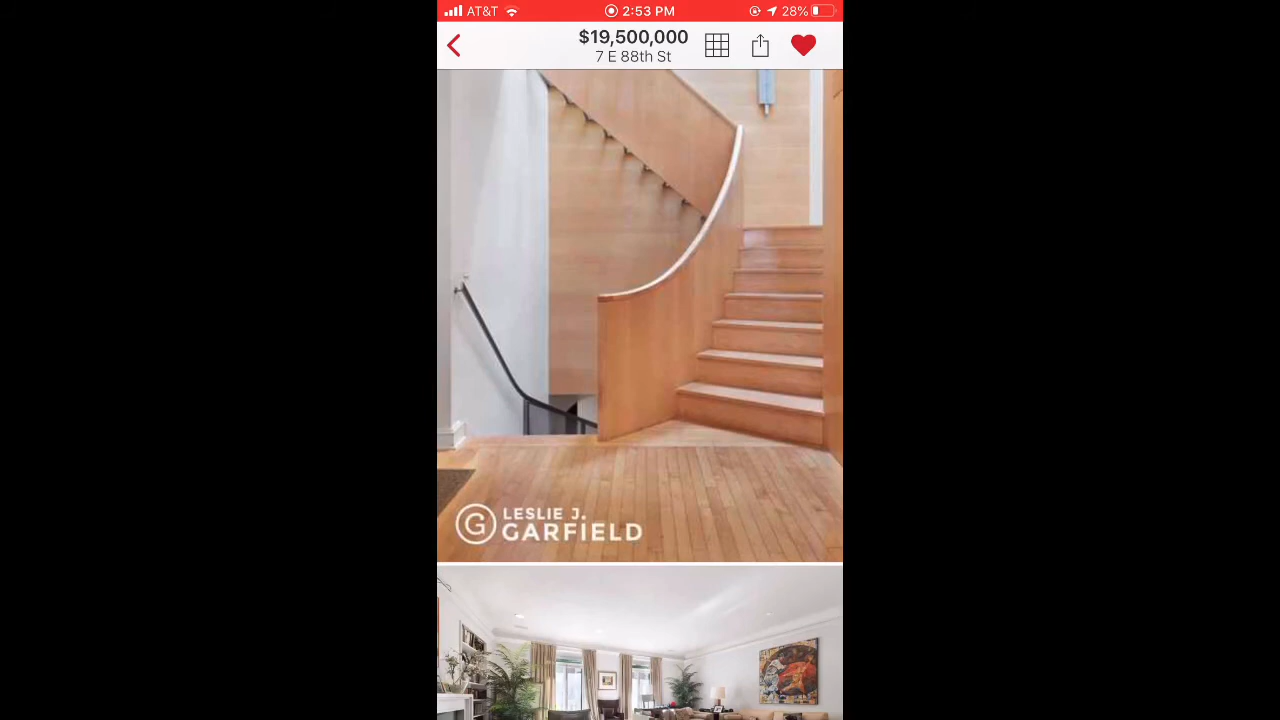 AT&T 2:53 PM 28%
$19,500,000
7 E 88th St
G LESLIE J.
GARFIELD